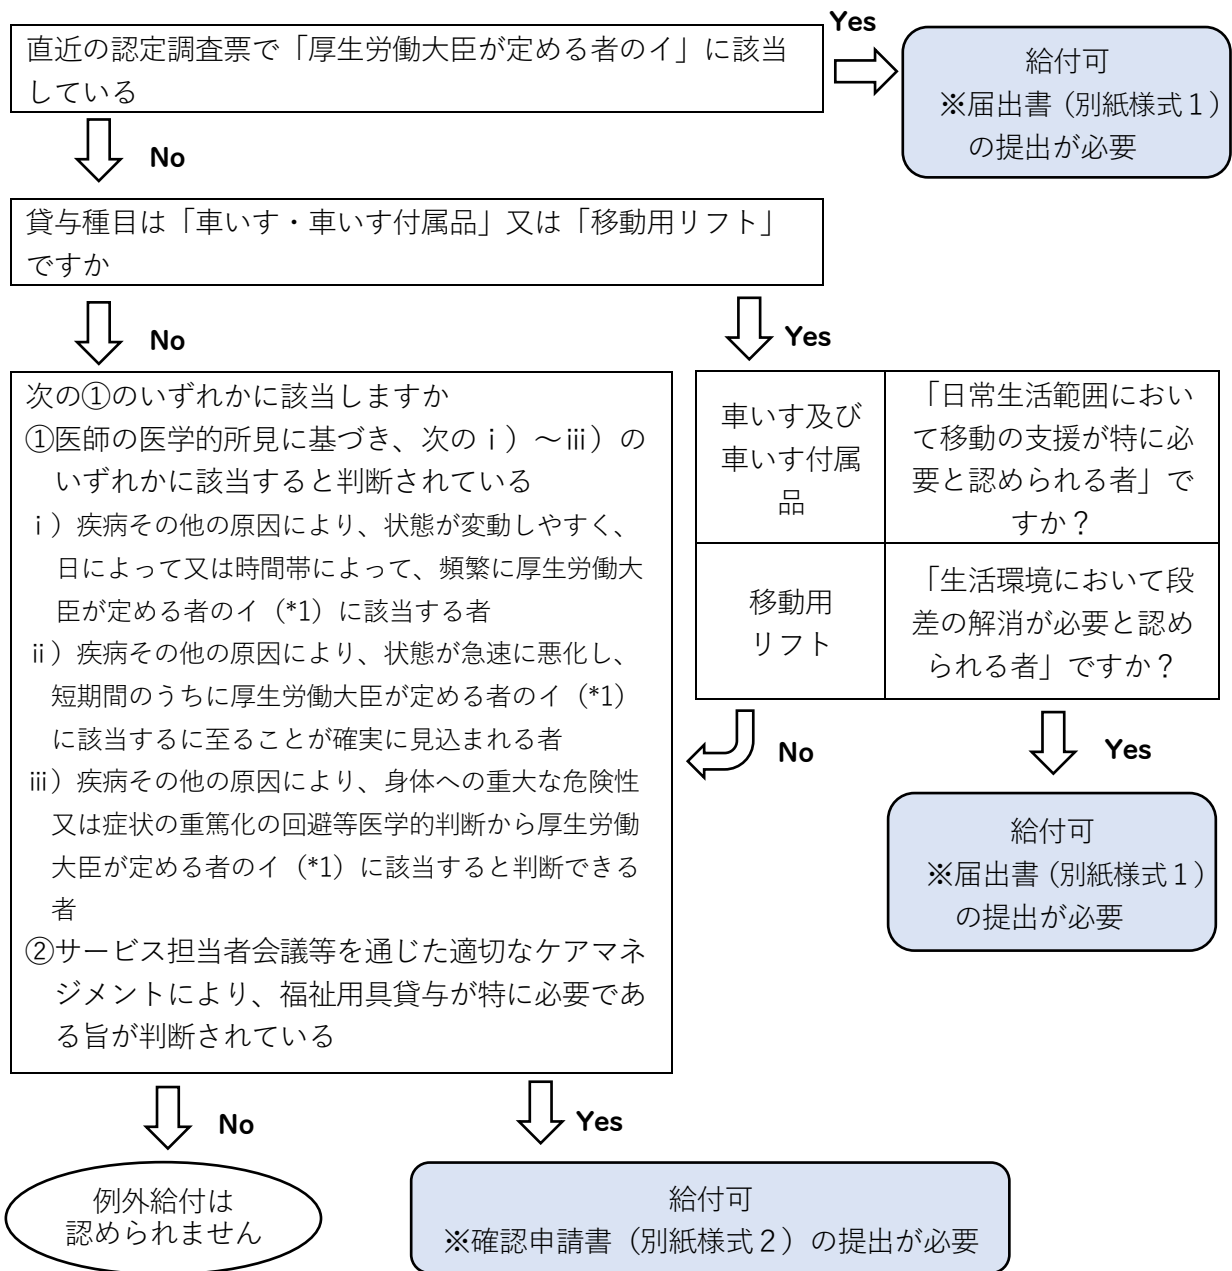 直近の認定調査票で「厚生労働大臣が定める者のイ」に該当
している
Yes
給付可
※届出書（別紙様式１）
の提出が必要
No
貸与種目は「車いす・車いす付属品」又は「移動用リフト」
ですか
No
Yes
次の①のいずれかに該当しますか
①医師の医学的所見に基づき、次のⅰ）～ⅲ）の
いずれかに該当すると判断されている
ⅰ）疾病その他の原因により、状態が変動しやすく、
日によって又は時間帯によって、頻繁に厚生労働大
臣が定める者のイ（*1）に該当する者
ⅱ）疾病その他の原因により、状態が急速に悪化し、
短期間のうちに厚生労働大臣が定める者のイ（*1）
に該当するに至ることが確実に見込まれる者
ⅲ）疾病その他の原因により、身体への重大な危険性
又は症状の重篤化の回避等医学的判断から厚生労働
大臣が定める者のイ（*1）に該当すると判断できる
者
②サービス担当者会議等を通じた適切なケアマネ
ジメントにより、福祉用具貸与が特に必要であ
る旨が判断されている
車いす及び
車いす付属
品
「日常生活範囲におい
て移動の支援が特に必
要と認められる者」で
すか？
移動用
リフト
「生活環境において段
差の解消が必要と認め
られる者」ですか？
No
Yes
給付可
※届出書（別紙様式１）
の提出が必要
No
Yes
例外給付は
認められません
給付可
※確認申請書（別紙様式２）の提出が必要